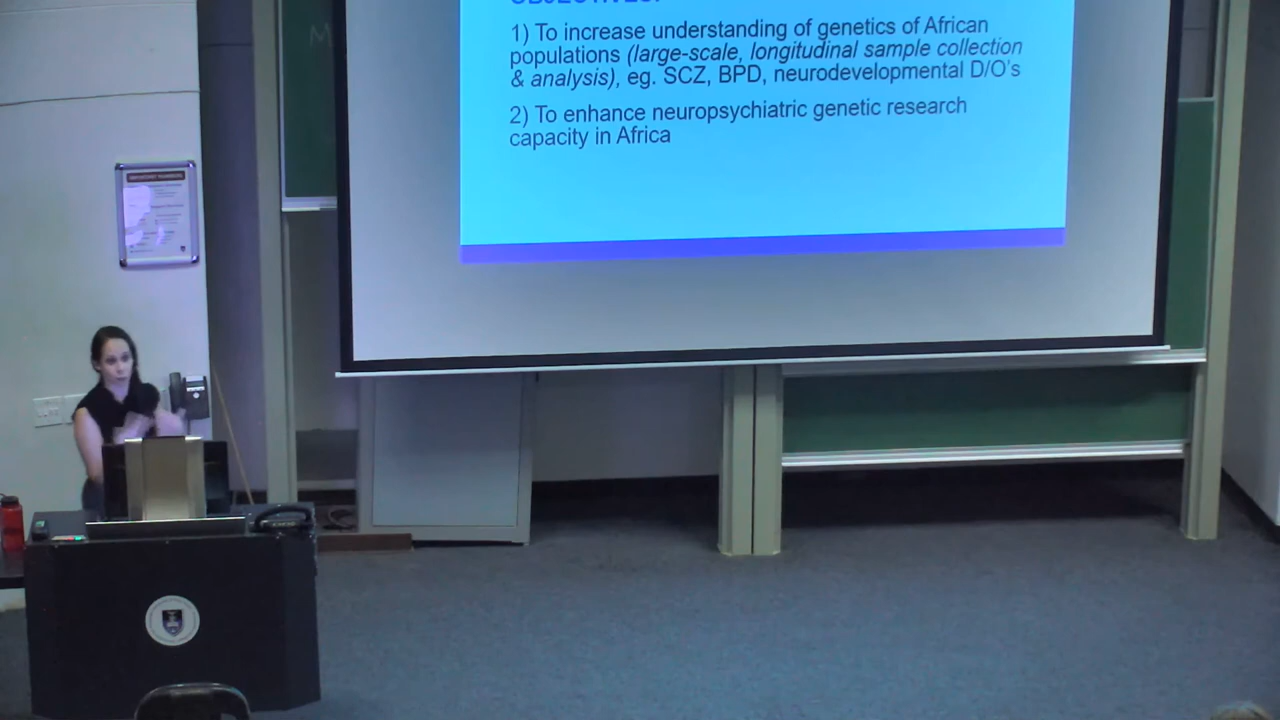 OBJECTIVES:
1) To increase understanding of genetics of African
populations (large-scale, longitudinal sample collection
& analysis), eg. SCZ, BPD, neurodevelopmental D/O's
2) To enhance neuropsychiatric genetic research
capacity in Africa